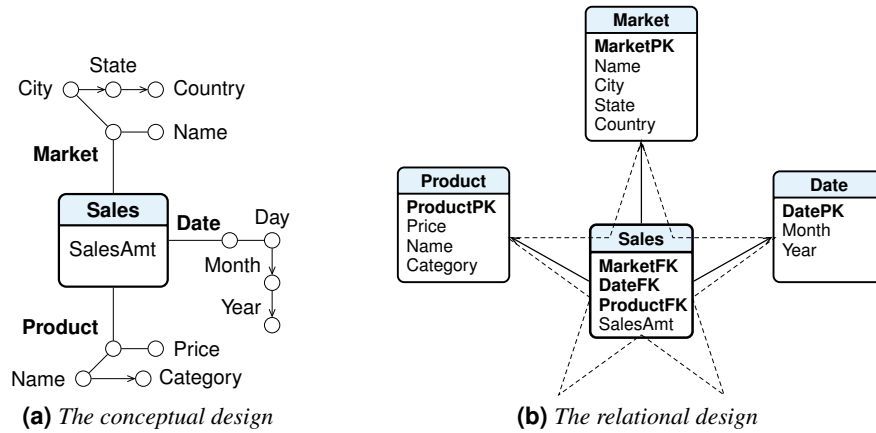 State
City
Country
Name
Market
Sales
SalesAmt
Date
Day
Month
Year
Product
Price
Name
Category
(a) The conceptual design
Market
MarketPK
Name
City
State
Country
Product
ProductPK
Price
Name
Category
Sales
MarketFK
DateFK
ProductFK
SalesAmt
Date
DatePK
Month
Year
(b) The relational design